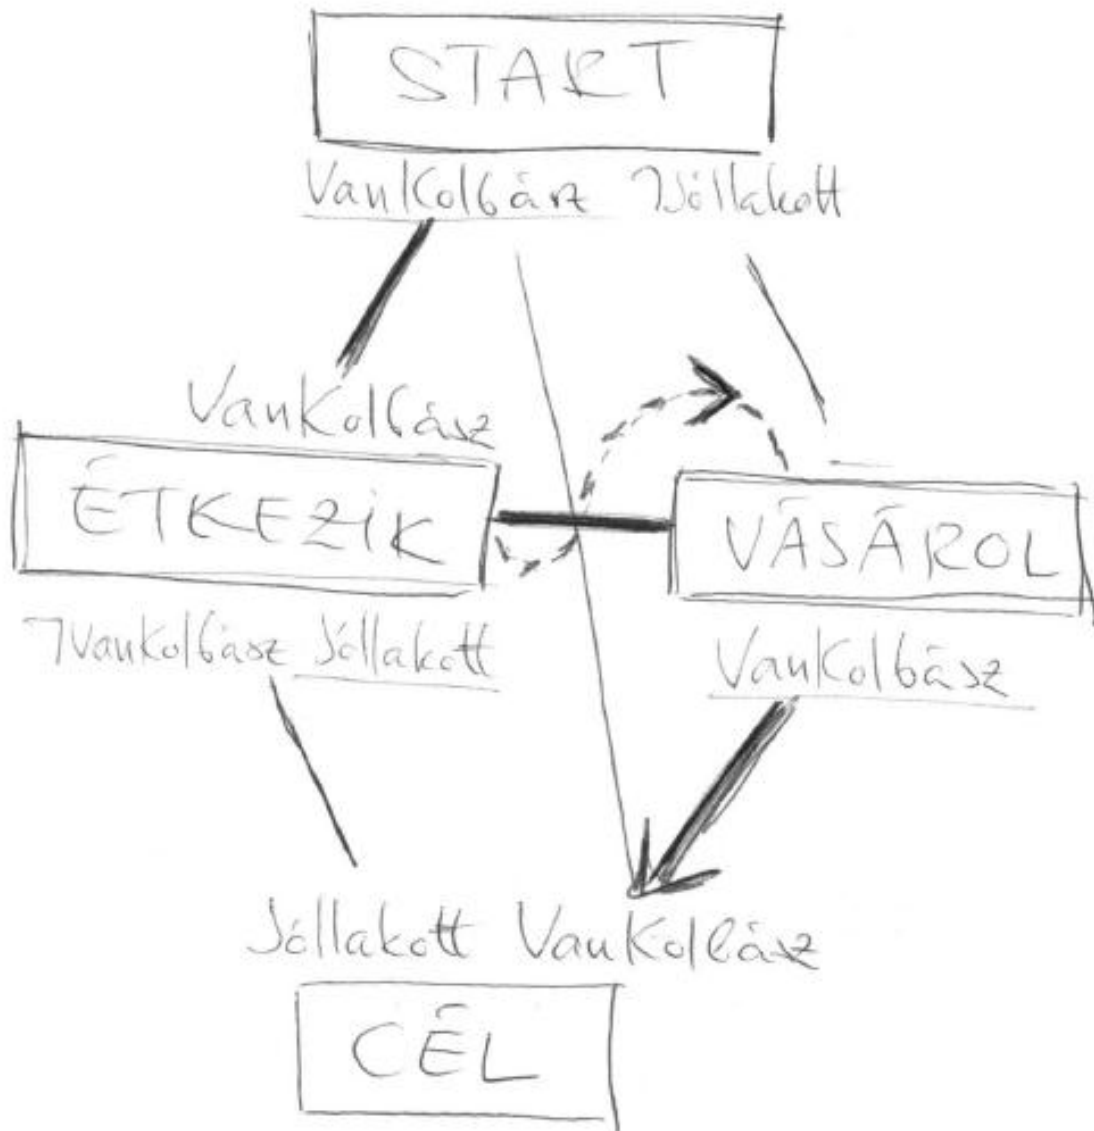 START
VanKolbász ¬Jóllakott
VanKolbász
ÉTKEZIK
VÁSÁROL
¬VanKolbász Jóllakott
VanKolbász
Jóllakott VanKolbász
CÉL